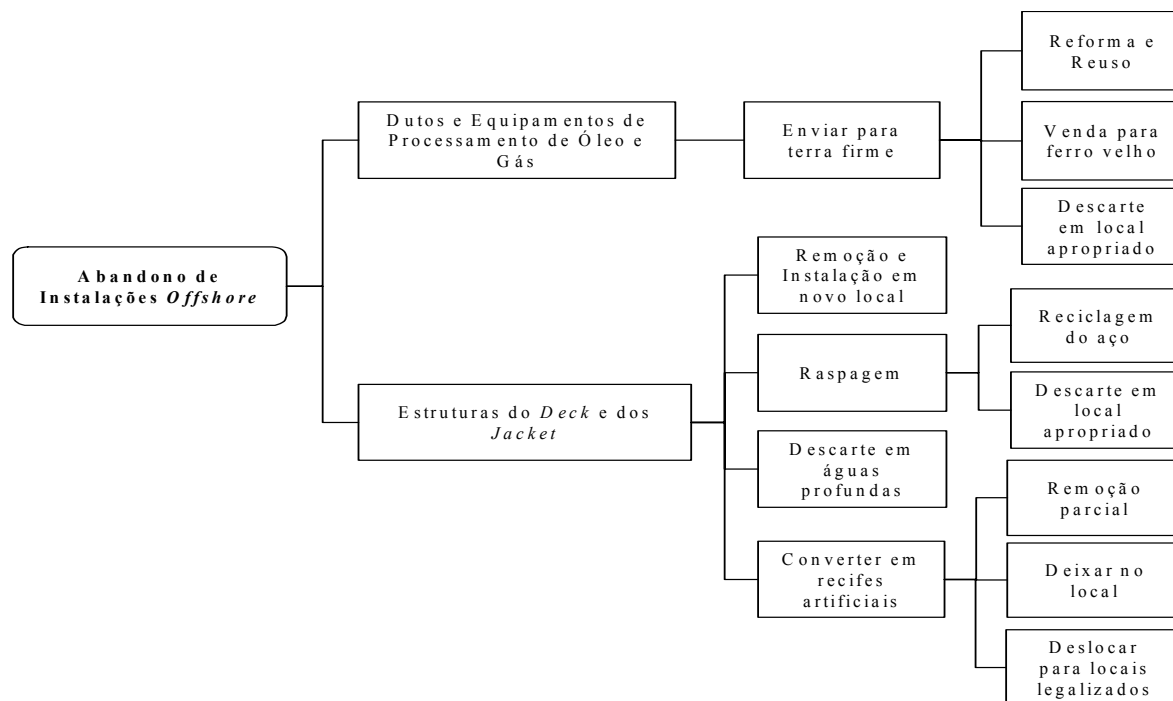 Abandono de
Instalações Offshore
Dutos e Equipamentos de
Processamento de Óleo e
Gás
Enviar para
terra firme
Reforma e
Reuso
Venda para
ferro velho
Descarte
em local
apropriado
Estruturas do Deck e dos
Jacket
Remoção e
Instalação em
novo local
Raspagem
Reciclagem
do aço
Descarte em
local
apropriado
Descarte em
águas
profundas
Converter em
recifes
artificiais
Remoção
parcial
Deixar no
local
Deslocar
para locais
legalizados